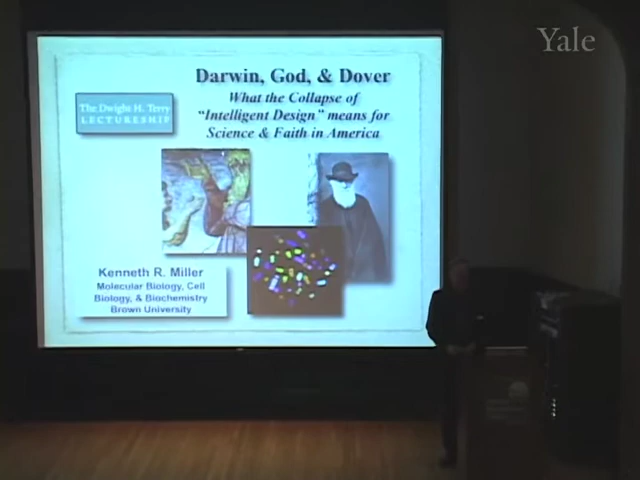 Yale
Darwin, God, & Dover
What the Collapse of
"Intelligent Design" means for
Science & Faith in America
The Dwight H. Terry
LECTURESHIP
Kenneth R. Miller
Molecular Biology, Cell
Biology, & Biochemistry
Brown University